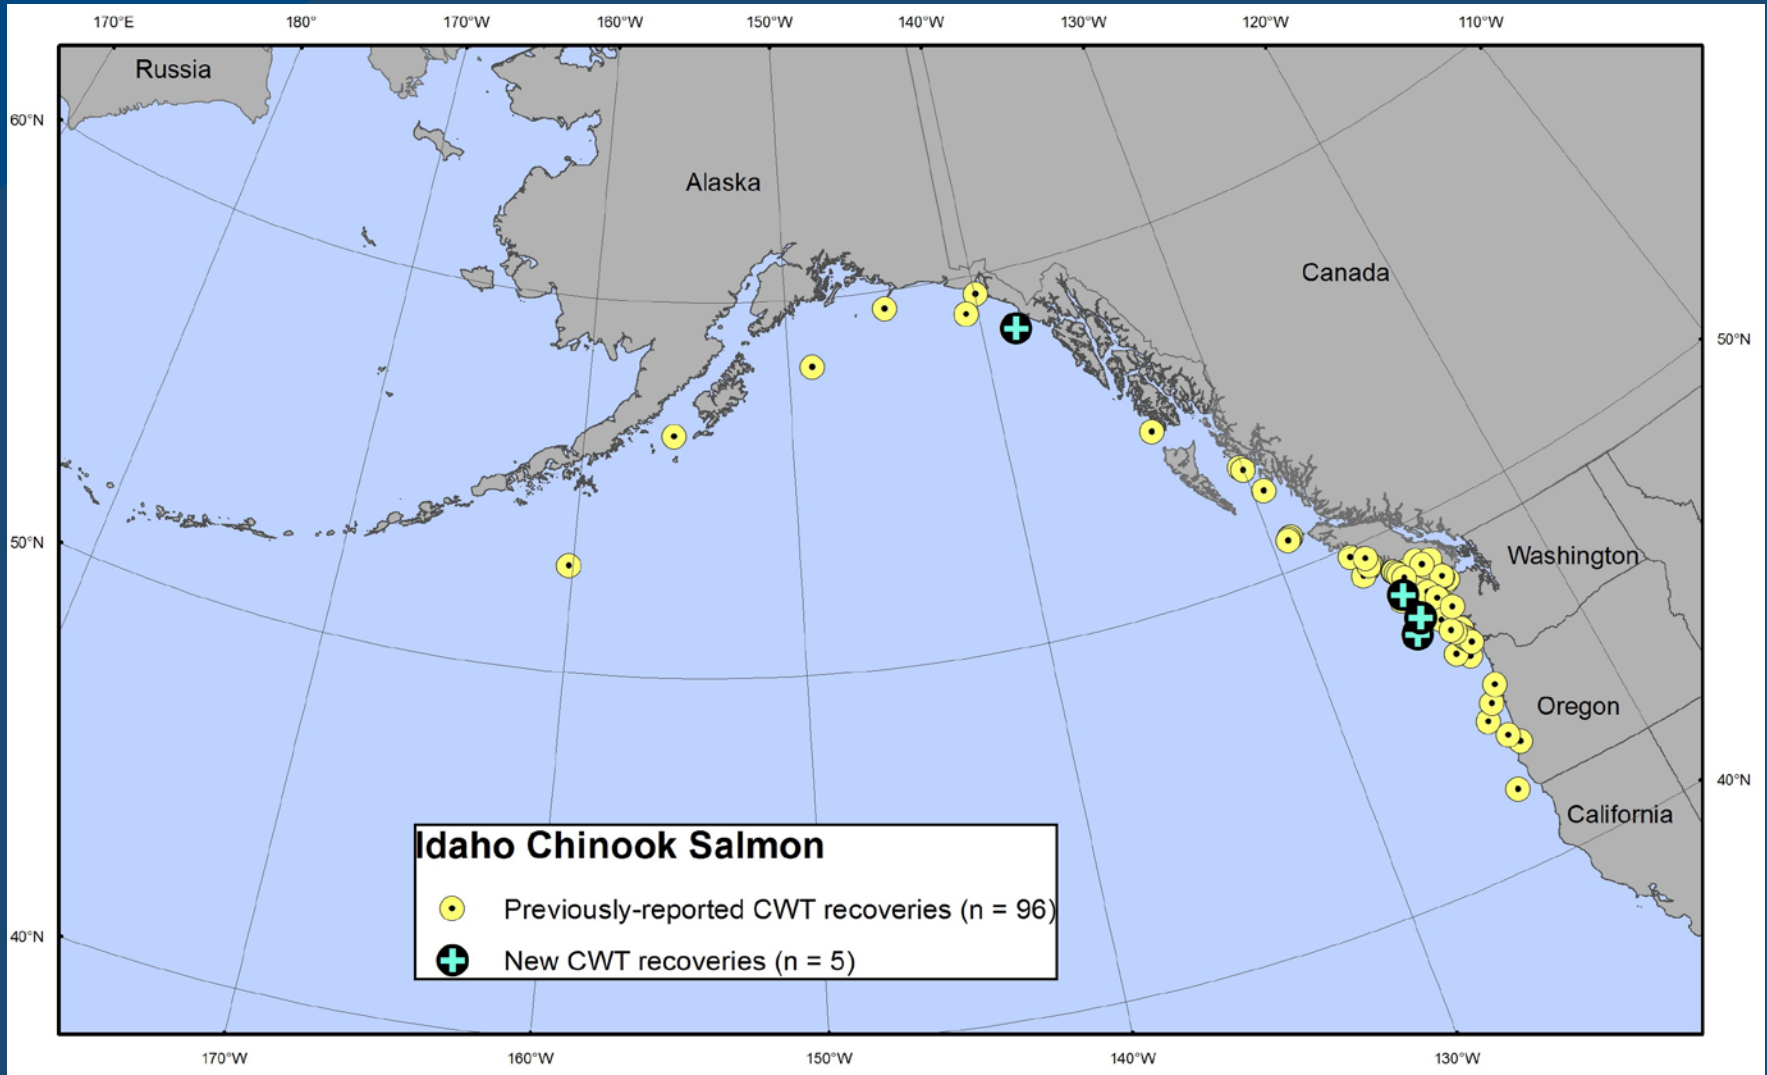 170°E 180° 170°W 160°W 150°W 140°W 130°W 120°W 110°W
Russia
60°N
Alaska
Canada
50°N
50°N
Washington
Oregon
40°N
California
Idaho Chinook Salmon
Previously-reported CWT recoveries (n = 96)
40°N
New CWT recoveries (n = 5)
170°W 160°W 150°W 140°W 130°W